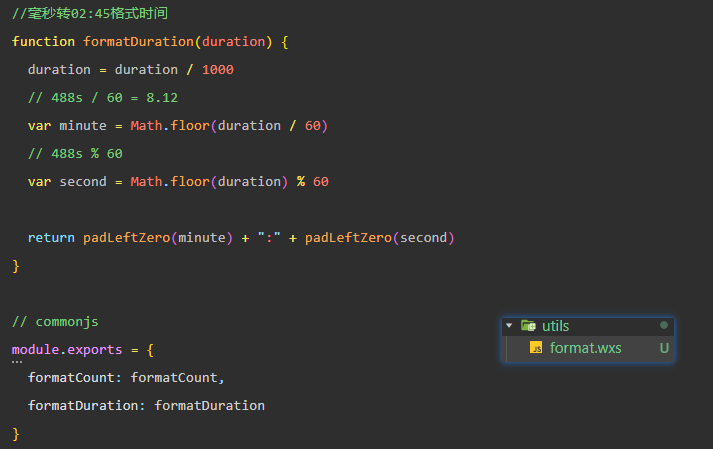 //毫秒转02:45格式时间
function formatDuration(duration) {
  duration = duration / 1000
  // 488s / 60 = 8.12
  var minute = Math.floor(duration / 60)
  // 488s % 60
  var second = Math.floor(duration) % 60

  return padLeftZero(minute) + ":" + padLeftZero(second)
}

// commonjs
module.exports = {
  formatCount: formatCount,
  formatDuration: formatDuration
}
utils
JS format.wxs U